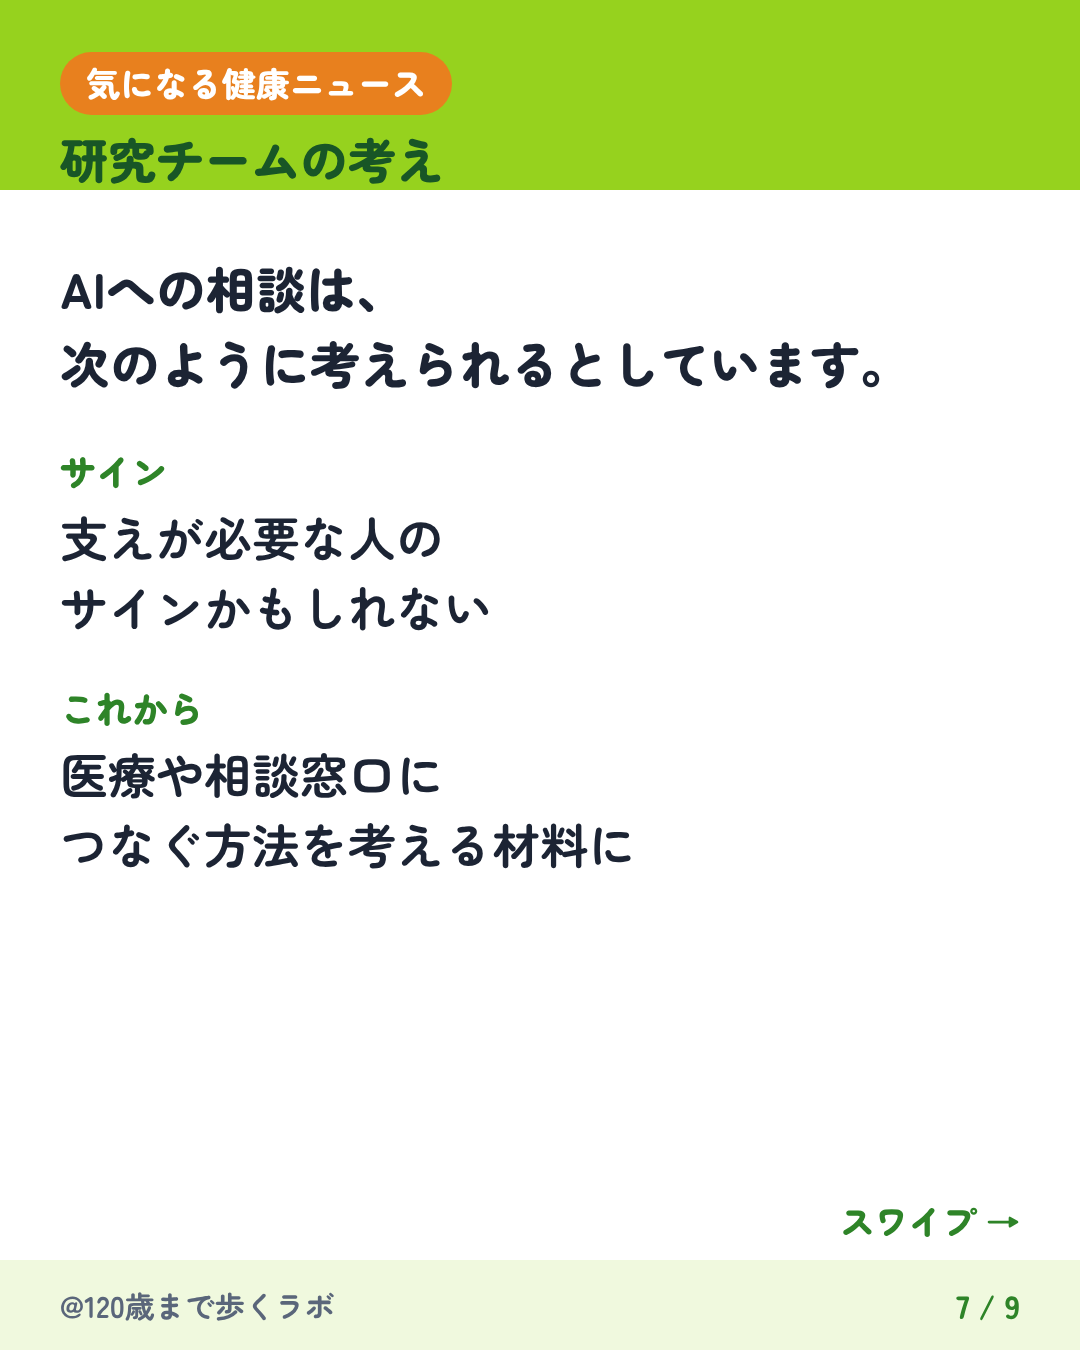 気になる健康ニュース
研究チームの考え
AIへの相談は、
次のように考えられるとしています。
サイン
支えが必要な人の
サインかもしれない
これから
医療や相談窓口に
つなぐ方法を考える材料に
スワイプ →
@120歳まで歩くラボ
7 / 9